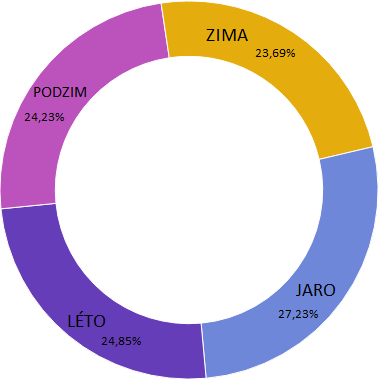 ZIMA
23,69%
PODZIM
24,23%
JARO
27,23%
LÉTO
24,85%